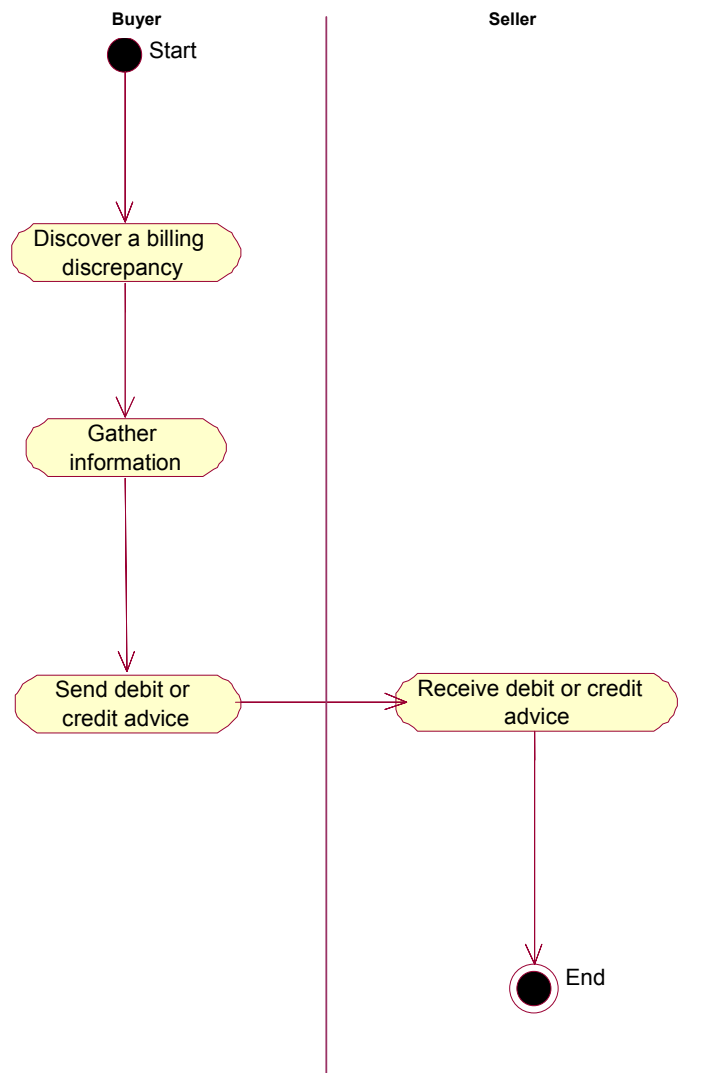 Buyer
Seller
Start
Discover a billing
discrepancy
Gather
information
Send debit or
credit advice
Receive debit or credit
advice
End